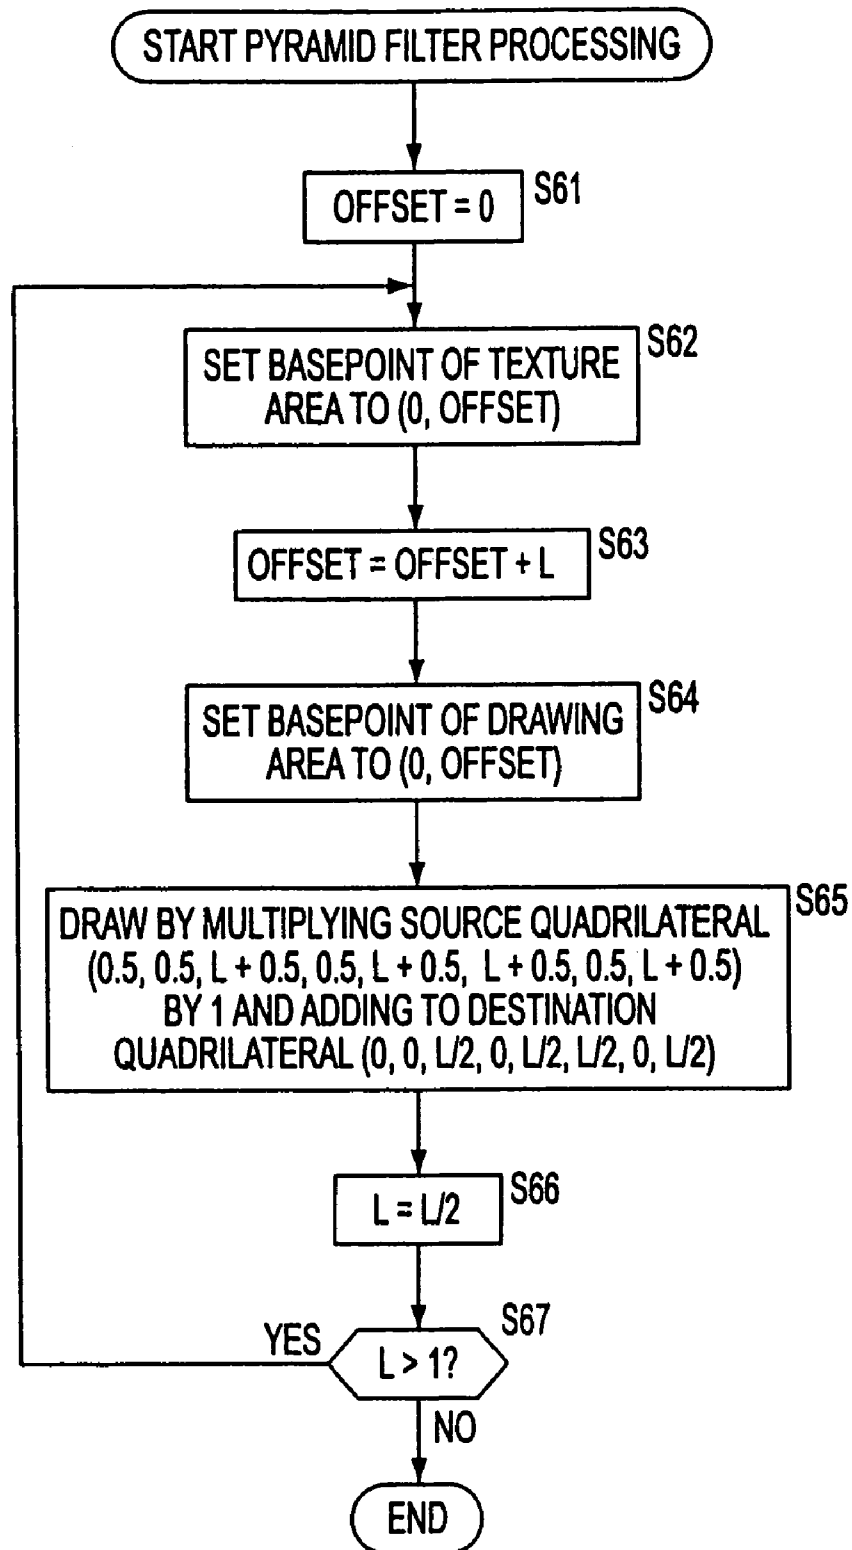 START PYRAMID FILTER PROCESSING
OFFSET = 0
S61
SET BASEPOINT OF TEXTURE
AREA TO (0, OFFSET)
S62
OFFSET = OFFSET + L
S63
SET BASEPOINT OF DRAWING
AREA TO (0, OFFSET)
S64
DRAW BY MULTIPLYING SOURCE QUADRILATERAL
(0.5, 0.5, L + 0.5, 0.5, L + 0.5, L + 0.5, 0.5, L + 0.5)
BY 1 AND ADDING TO DESTINATION
QUADRILATERAL (0, 0, L/2, 0, L/2, L/2, 0, L/2)
S65
L = L/2
S66
L > 1?
S67
YES
NO
END